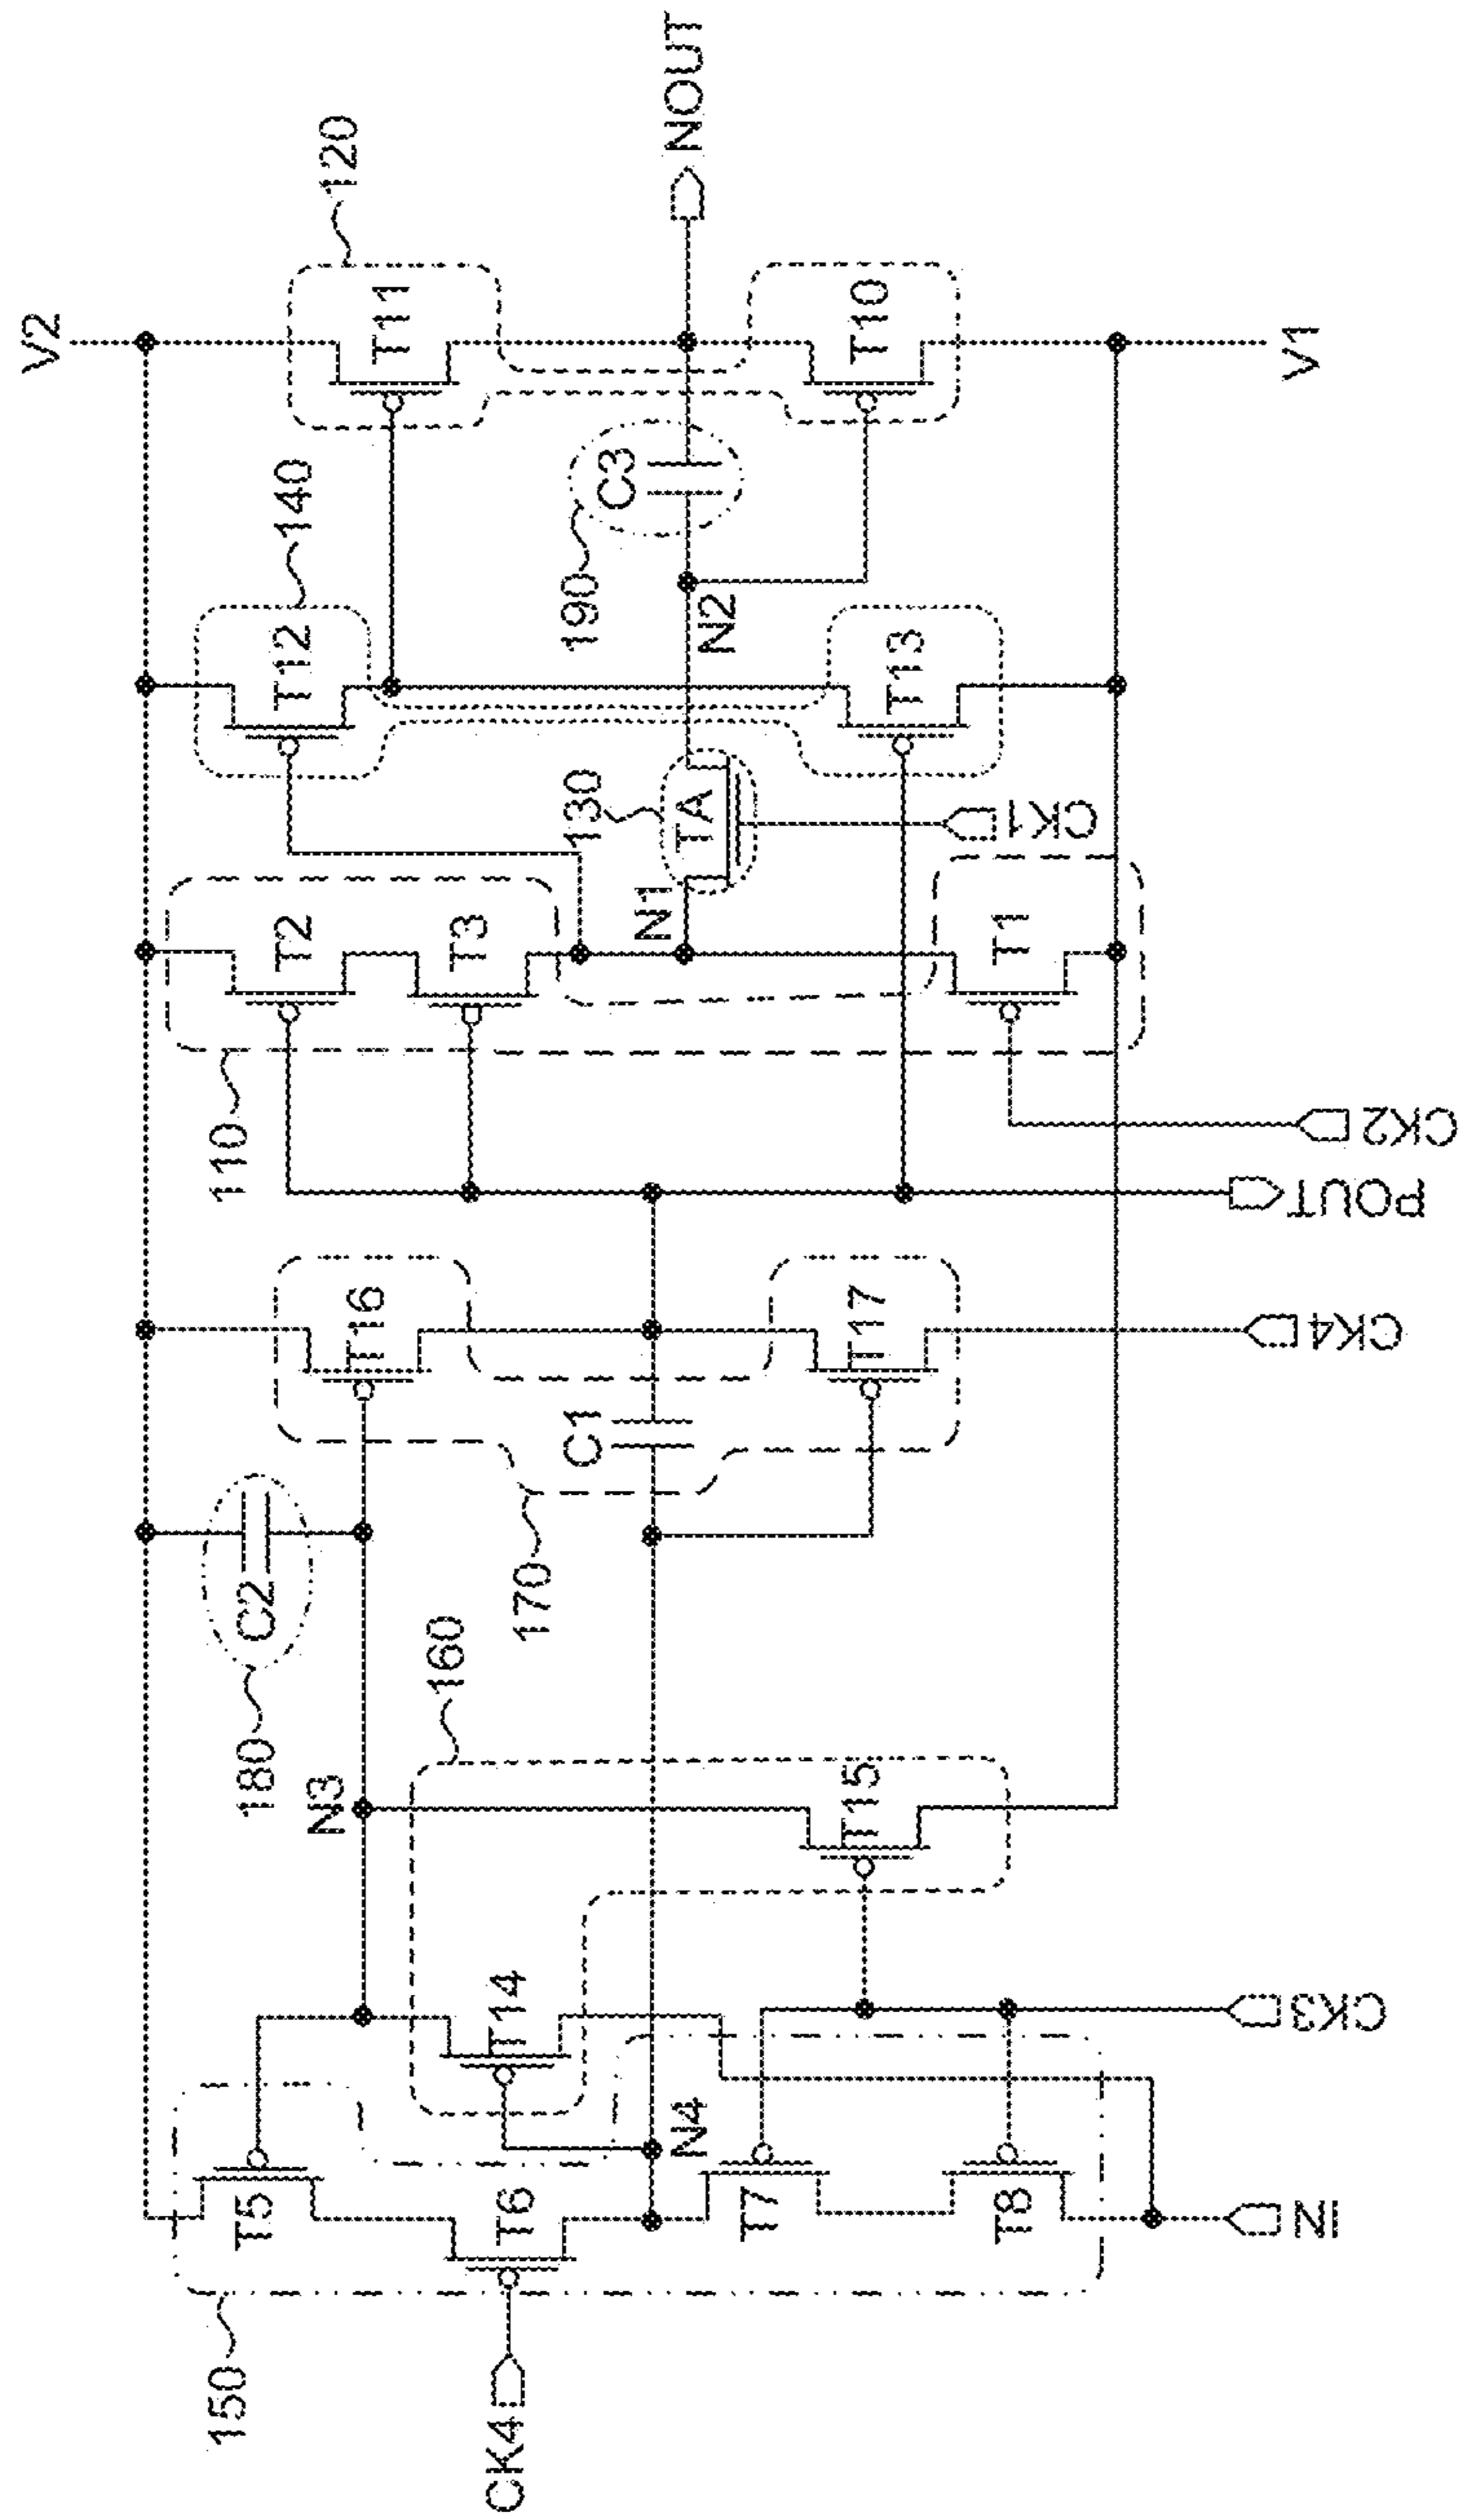 V2
120
NOUT
T11
T10
V1
140
C3
190
N2
T12
T13
130
TA
CK1
N1
T2
T3
T1
110
CK2
POUT
T16
T17
CK4
C1
170
C2
180
160
N3
T15
CK3
T14
N4
T5
T6
T7
T8
IN
150
CK4